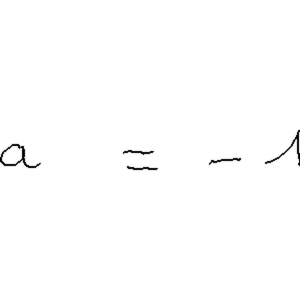 a = - 1